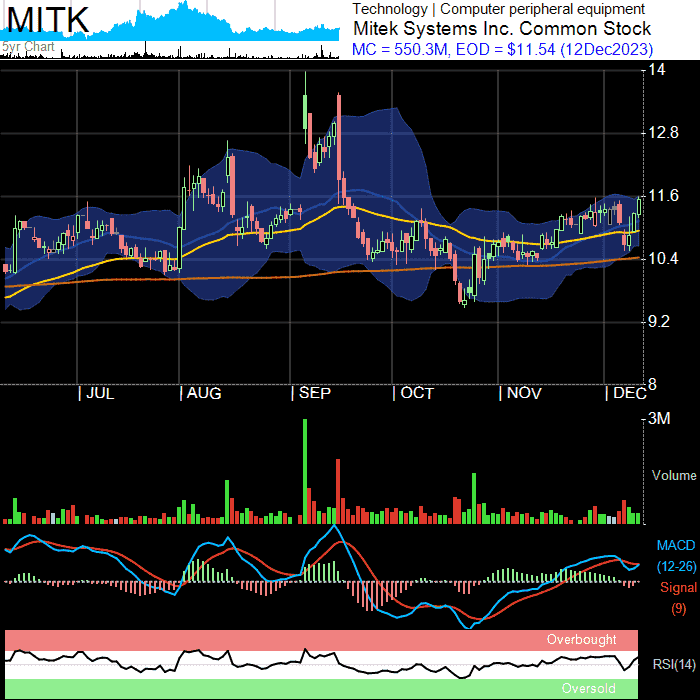 MITK
5yr Chart
Technology | Computer peripheral equipment
Mitek Systems Inc. Common Stock
MC = 550.3M, EOD = $11.54 (12Dec2023)
14
12.8
11.6
10.4
9.2
8
| JUL | AUG | SEP | OCT | NOV | DEC
3M
Volume
MACD
(12-26)
Signal
(9)
Overbought
RSI(14)
Oversold